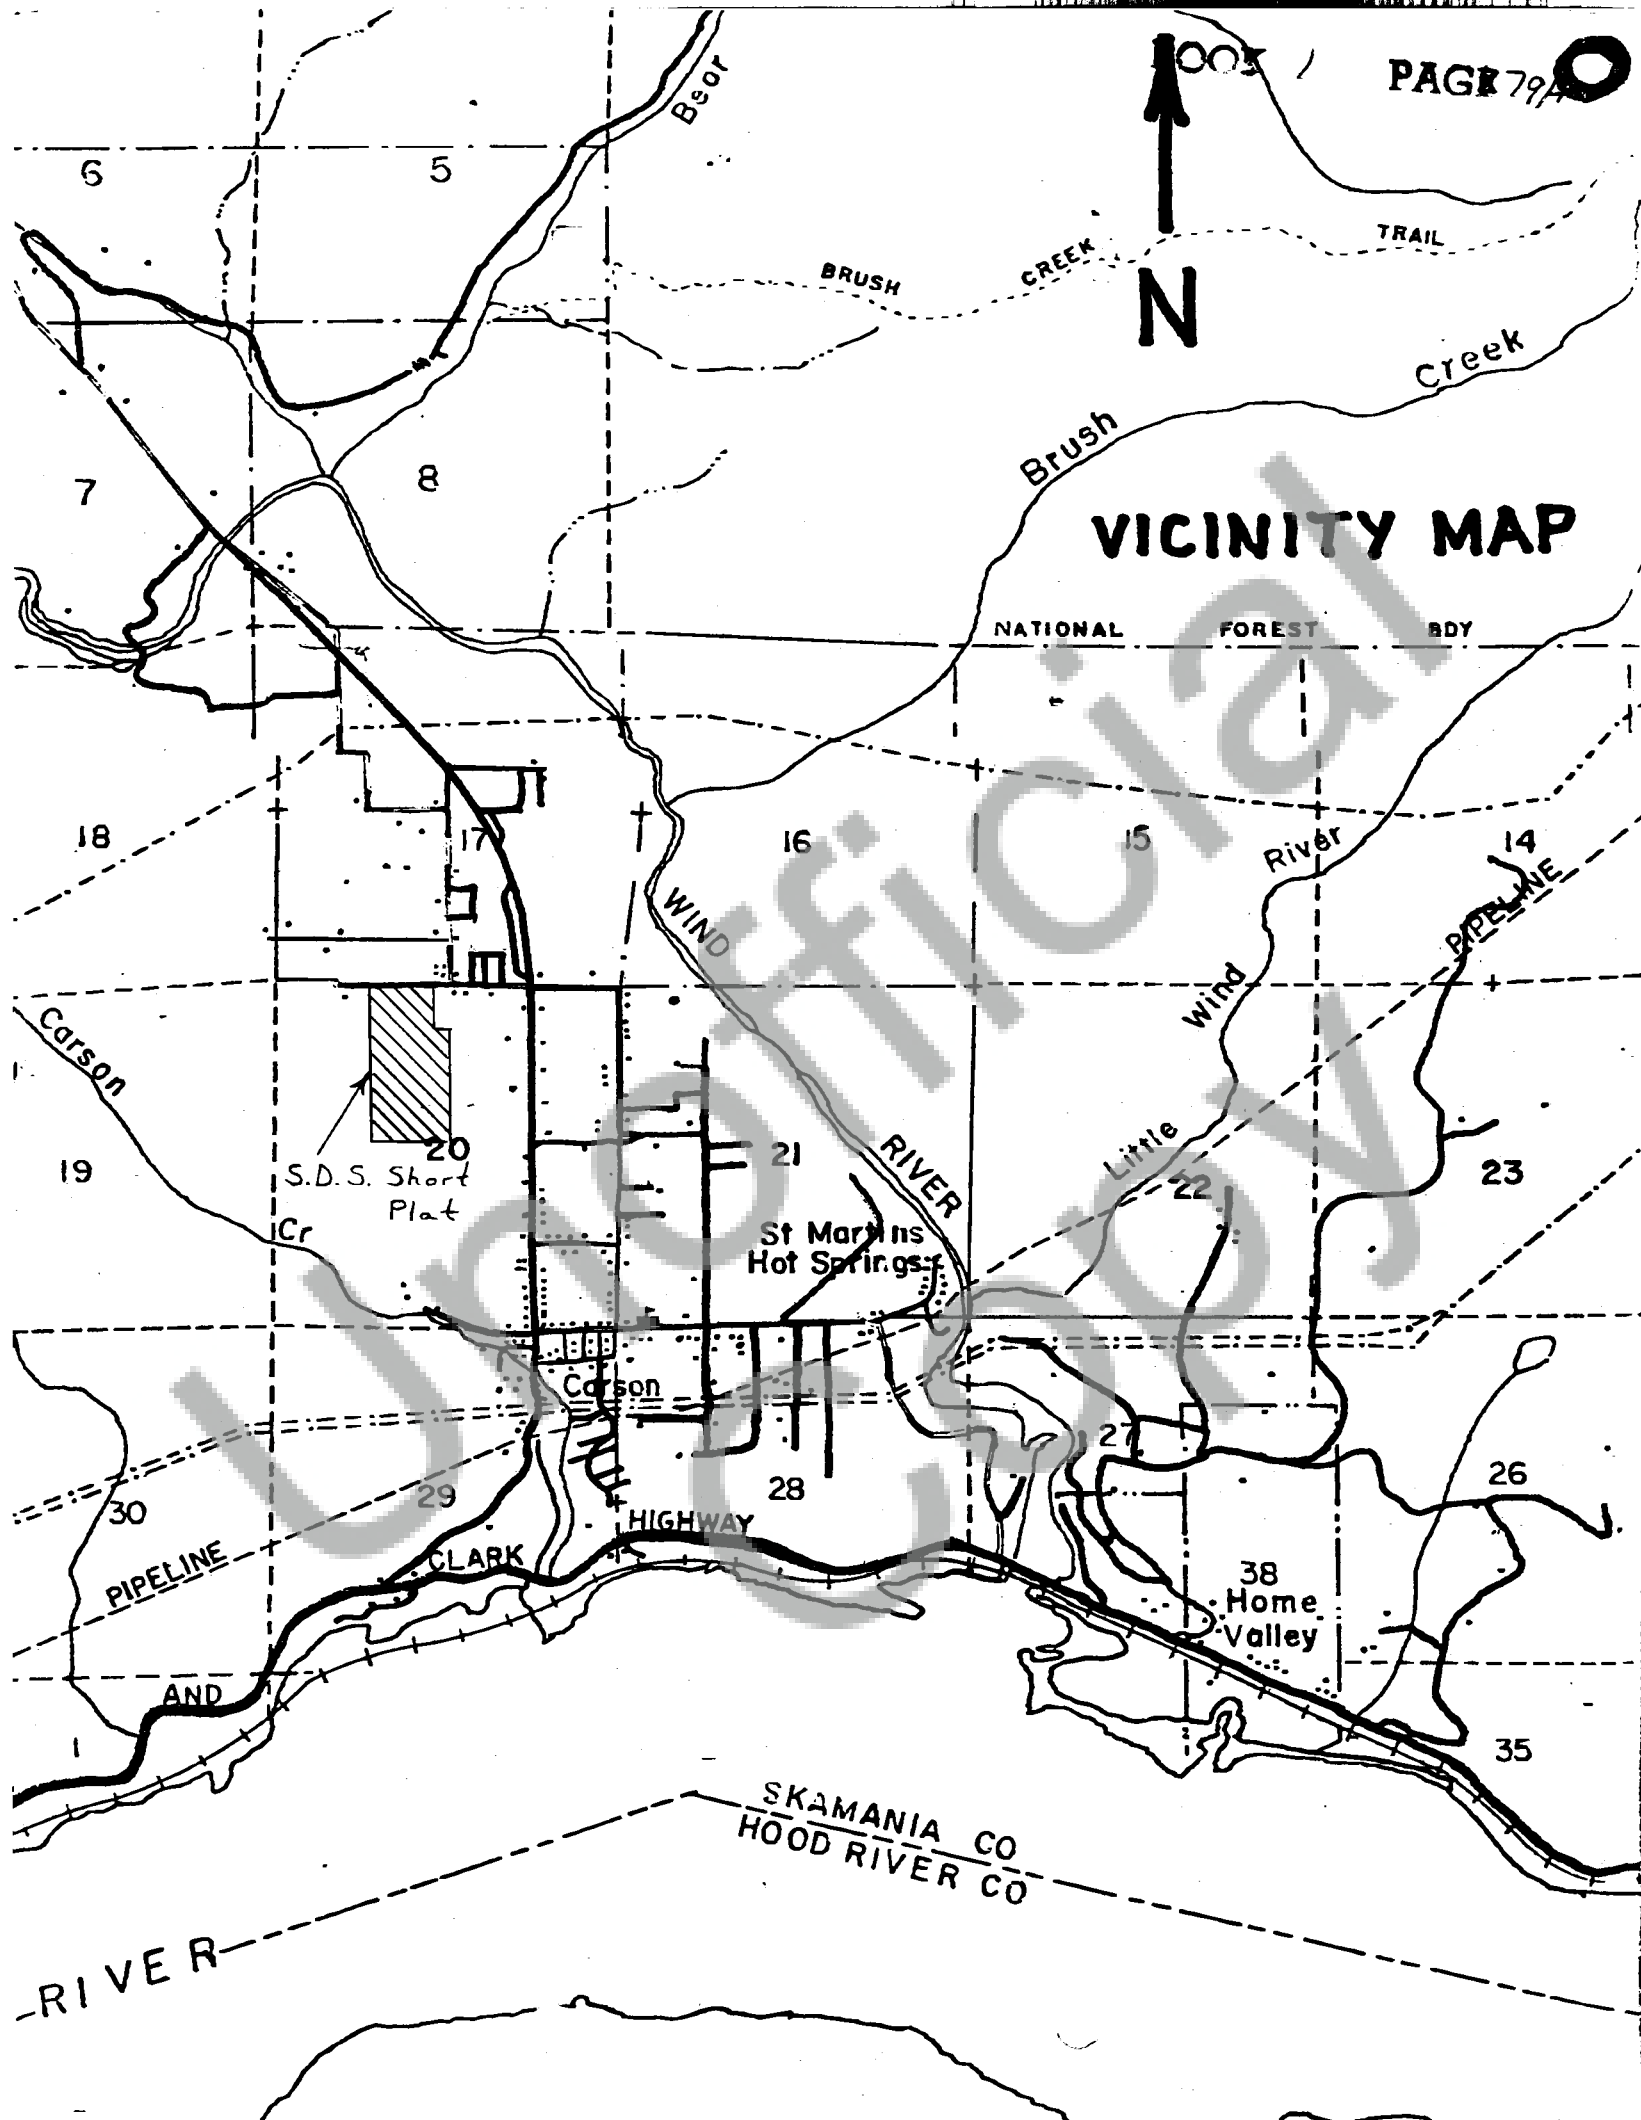 BOOK 1 PAGE 79A
Bear
6
5
BRUSH CREEK TRAIL
N
Brush Creek
7
8
VICINITY MAP
NATIONAL FOREST BDY
18
17
16
15
14
River
WIND
PIPELINE
Wind
Carson
19
20
21
RIVER
Little
22
23
S.D.S. Short
Plat
Cr
St Martins
Hot Springs
Carson
27
30
29
28
26
HIGHWAY
PIPELINE
CLARK
38
Home
Valley
AND
1
35
SKAMANIA CO
HOOD RIVER CO
RIVER
Unofficial
Copy